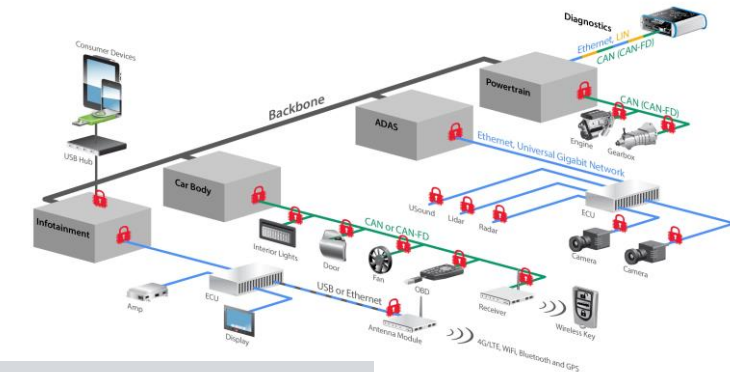 Diagnostics
Ethernet, LIN
CAN (CAN-FD)
Consumer Devices
Powertrain
Backbone
CAN (CAN-FD)
ADAS
Engine
Gearbox
USB Hub
Ethernet, Universal Gigabit Network
Car Body
USound
Lidar
Radar
ECU
Infotainment
CAN or CAN-FD
Camera
Camera
Interior Lights
Door
Fan
OBD
USB or Ethernet
Receiver
Wireless Key
Amp
ECU
Display
Antenna Module
4G/LTE, WiFi, Bluetooth and GPS